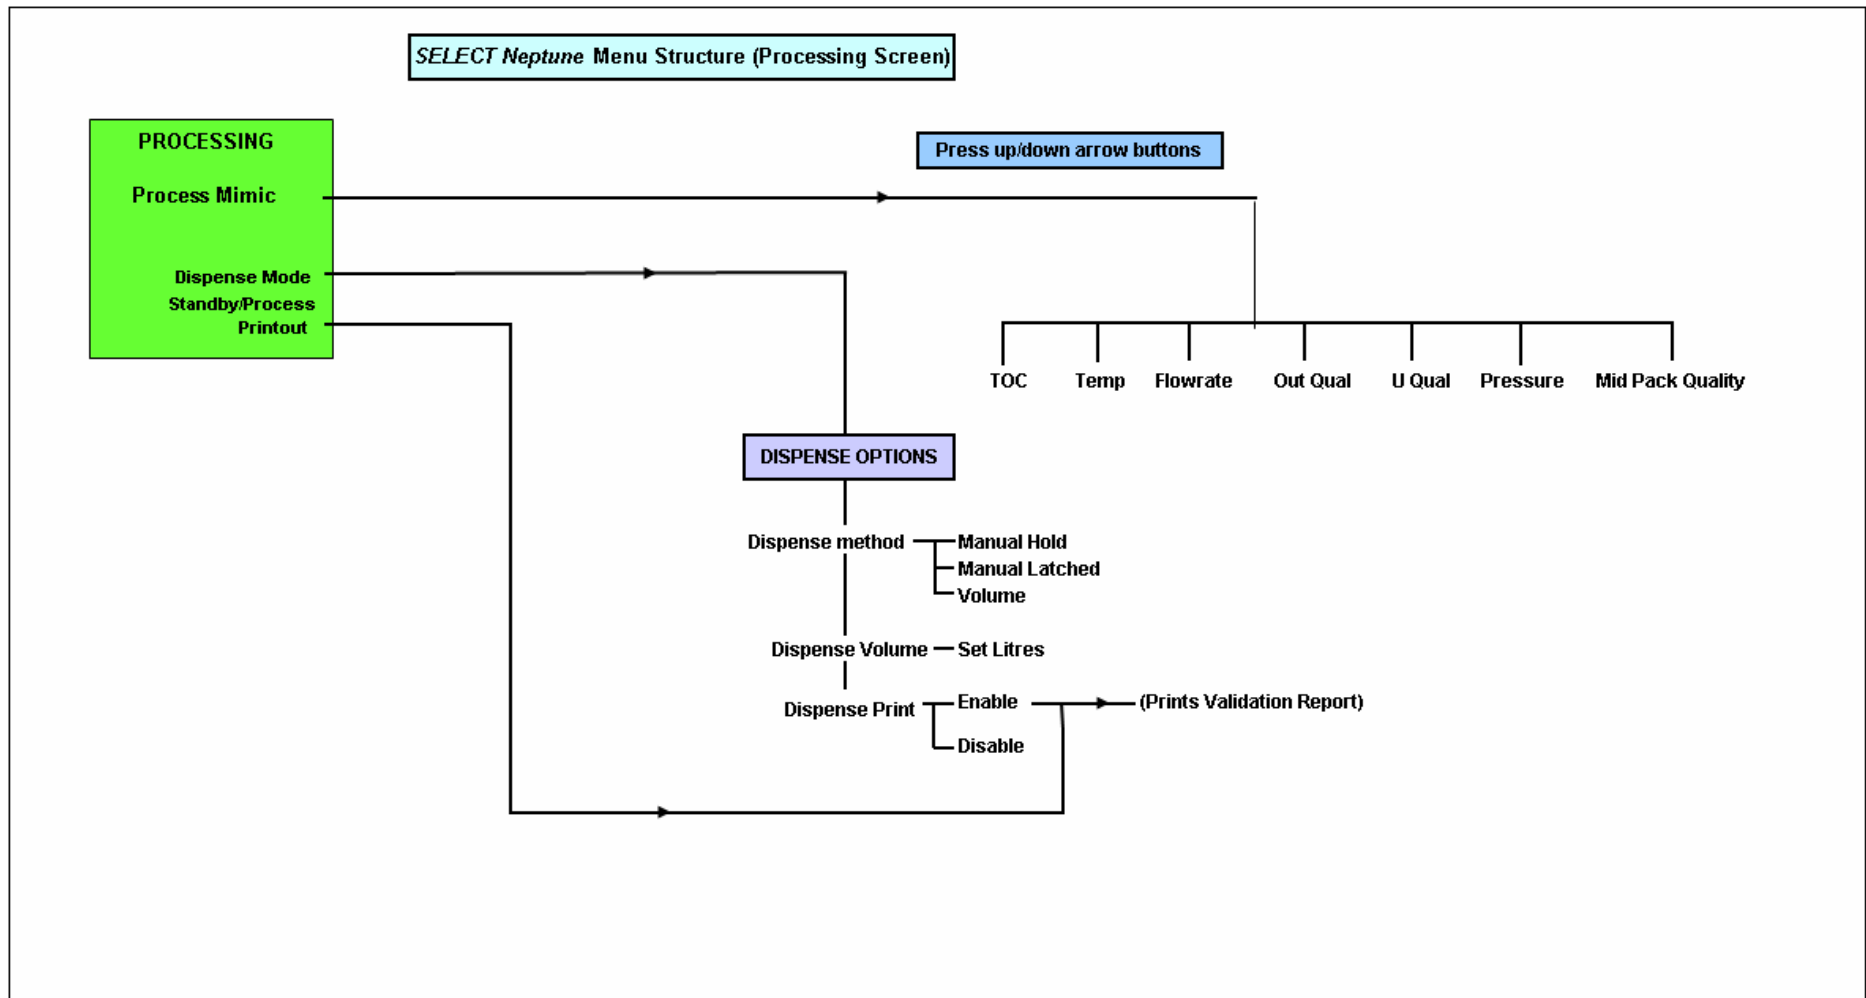 SELECT Neptune Menu Structure (Processing Screen)
PROCESSING
Process Mimic
Dispense Mode
Standby/Process
Printout
Press up/down arrow buttons
TOC Temp Flowrate Out Qual U Qual Pressure Mid Pack Quality
DISPENSE OPTIONS
Dispense method
Manual Hold
Manual Latched
Volume
Dispense Volume Set Litres
Dispense Print
Enable (Prints Validation Report)
Disable